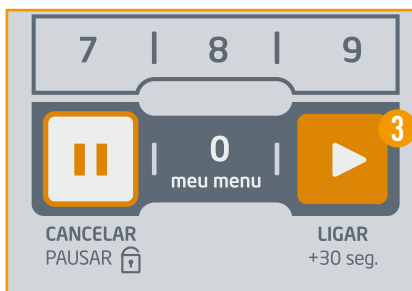 7 | 8 | 9
0
meu menu
3
CANCELAR
PAUSAR
LIGAR
+30 seg.